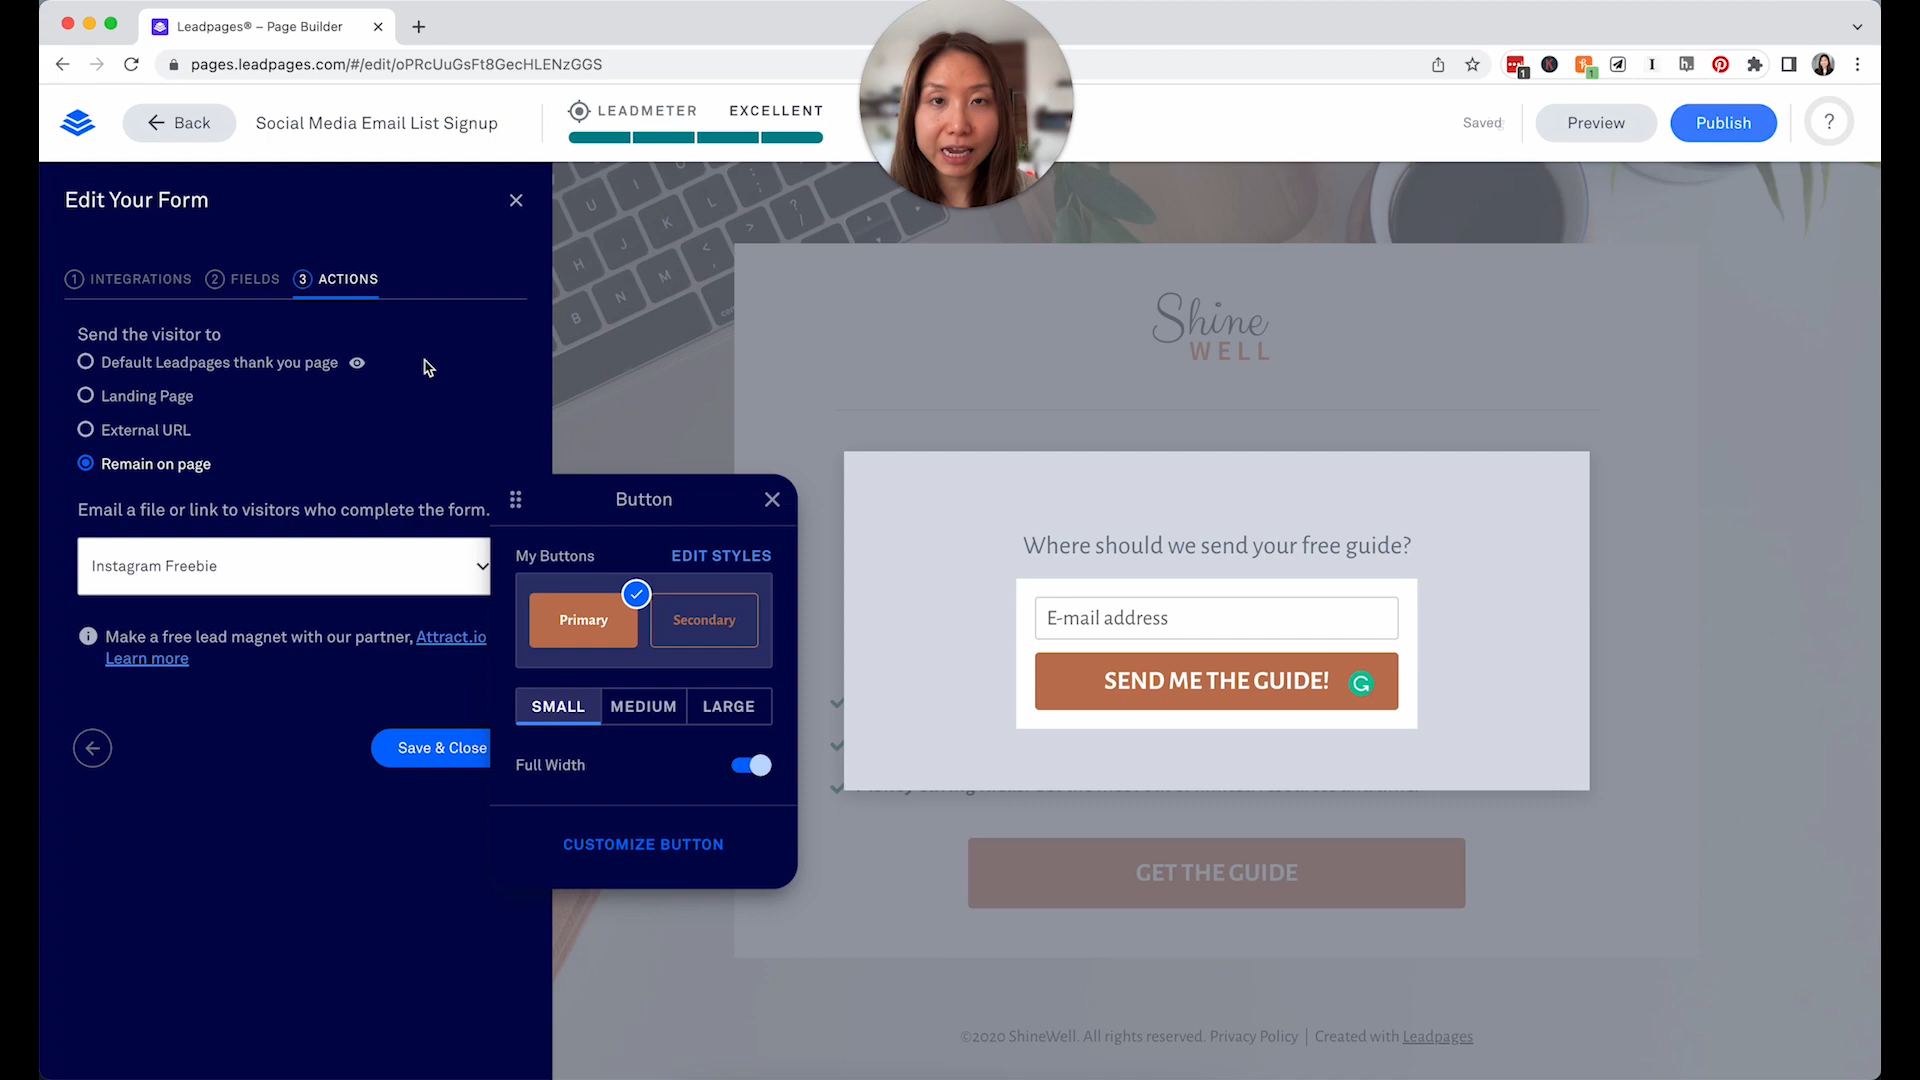 Leadpages® – Page Builder
pages.leadpages.com/#/edit/oPRcUuGsFt8GecHLENzGGS
Back
Social Media Email List Signup
LEADMETER EXCELLENT
Saved
Preview
Publish
?
Edit Your Form
1 INTEGRATIONS 2 FIELDS 3 ACTIONS
Send the visitor to
Default Leadpages thank you page
Landing Page
External URL
Remain on page
Email a file or link to visitors who complete the form.
Instagram Freebie
Make a free lead magnet with our partner, Attract.io
Learn more
Save & Close
Button
My Buttons EDIT STYLES
Primary Secondary
SMALL MEDIUM LARGE
Full Width
CUSTOMIZE BUTTON
Shine
WELL
Where should we send your free guide?
E-mail address
SEND ME THE GUIDE!
GET THE GUIDE
©2020 ShineWell. All rights reserved. Privacy Policy | Created with Leadpages